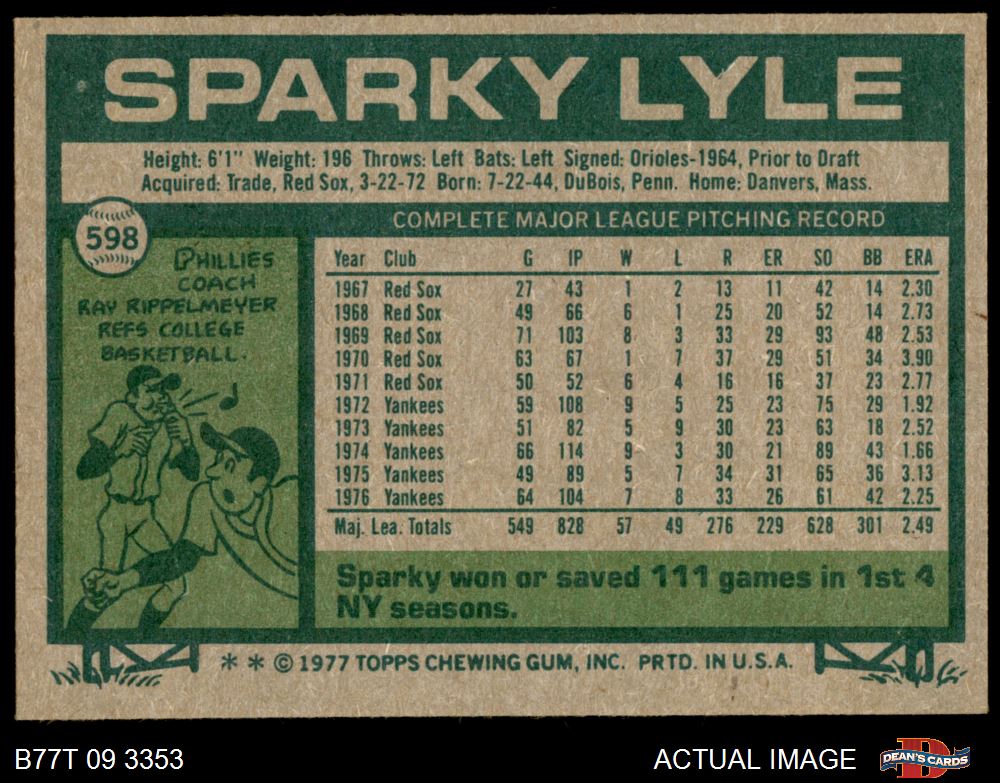 SPARKY LYLE
Height: 6'1" Weight: 196 Throws: Left Bats: Left Signed: Orioles-1964, Prior to Draft
Acquired: Trade, Red Sox, 3-22-72 Born: 7-22-44, DuBois, Penn. Home: Danvers, Mass.
598
PHILLIES
COACH
RAY RIPPELMEYER
REFS COLLEGE
BASKETBALL.
COMPLETE MAJOR LEAGUE PITCHING RECORD
Year Club G IP W L R ER SO BB ERA
1967 Red Sox 27 43 1 2 13 11 42 14 2.30
1968 Red Sox 49 66 6 1 25 20 52 14 2.73
1969 Red Sox 71 103 8 3 33 29 93 48 2.53
1970 Red Sox 63 67 1 7 37 29 51 34 3.90
1971 Red Sox 50 52 6 4 16 16 37 23 2.77
1972 Yankees 59 108 9 5 25 23 75 29 1.92
1973 Yankees 51 82 5 9 30 23 63 18 2.52
1974 Yankees 66 114 9 3 30 21 89 43 1.66
1975 Yankees 49 89 5 7 34 31 65 36 3.13
1976 Yankees 64 104 7 8 33 26 61 42 2.25
Maj. Lea. Totals 549 828 57 49 276 229 628 301 2.49
Sparky won or saved 111 games in 1st 4
NY seasons.
* * © 1977 TOPPS CHEWING GUM, INC. PRTD. IN U.S.A.
B77T 09 3353
ACTUAL IMAGE
DEAN'S CARDS